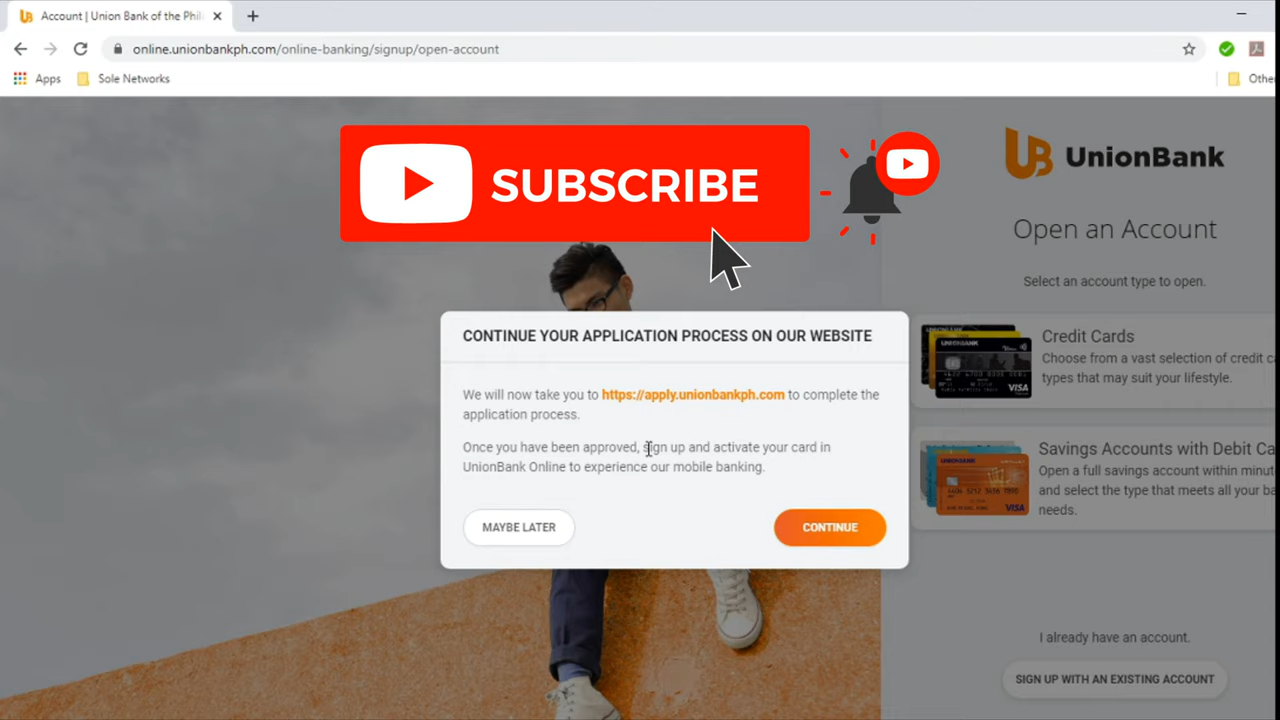 Account | Union Bank of the Phili
online.unionbankph.com/online-banking/signup/open-account
Apps
Sole Networks
Other
SUBSCRIBE
UB UnionBank
Open an Account
Select an account type to open.
Credit Cards
Choose from a vast selection of credit c
types that may suit your lifestyle.
Savings Accounts with Debit Ca
Open a full savings account within minut
and select the type that meets all your ba
needs.
I already have an account.
SIGN UP WITH AN EXISTING ACCOUNT
CONTINUE YOUR APPLICATION PROCESS ON OUR WEBSITE
We will now take you to https://apply.unionbankph.com to complete the
application process.
Once you have been approved, sign up and activate your card in
UnionBank Online to experience our mobile banking.
MAYBE LATER
CONTINUE
VISA
VISA